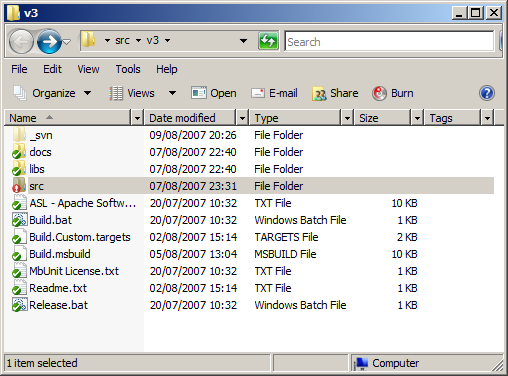 v3
src v3 Search
File Edit View Tools Help
Organize Views Open E-mail Share Burn
Name Date modified Type Size Tags
_svn 09/08/2007 20:26 File Folder
docs 07/08/2007 22:40 File Folder
libs 07/08/2007 22:40 File Folder
src 07/08/2007 23:31 File Folder
ASL - Apache Softw... 20/07/2007 10:32 TXT File 10 KB
Build.bat 20/07/2007 10:32 Windows Batch File 1 KB
Build.Custom.targets 02/08/2007 15:14 TARGETS File 2 KB
Build.msbuild 05/08/2007 13:04 MSBUILD File 10 KB
MbUnit License.txt 20/07/2007 10:32 TXT File 1 KB
Readme.txt 02/08/2007 15:14 TXT File 1 KB
Release.bat 20/07/2007 10:32 Windows Batch File 1 KB
1 item selected Computer